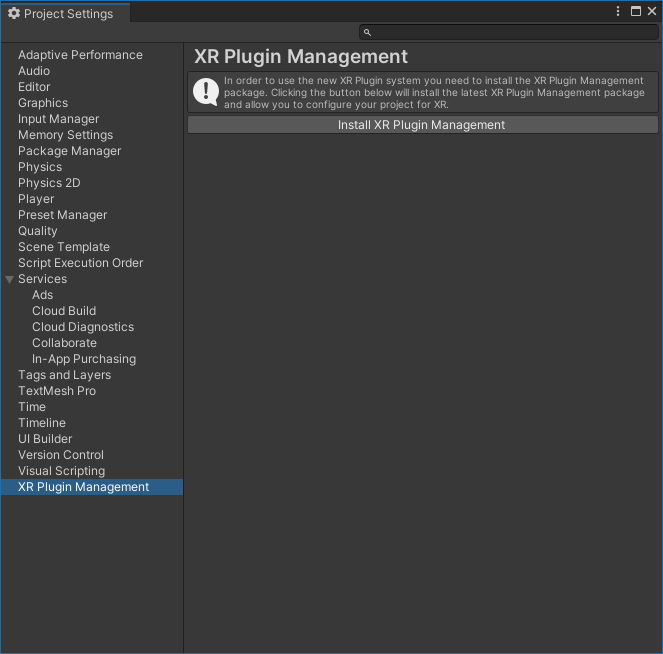 Project Settings
XR Plugin Management
In order to use the new XR Plugin system you need to install the XR Plugin Management
package. Clicking the button below will install the latest XR Plugin Management package
and allow you to configure your project for XR.
Install XR Plugin Management
Adaptive Performance
Audio
Editor
Graphics
Input Manager
Memory Settings
Package Manager
Physics
Physics 2D
Player
Preset Manager
Quality
Scene Template
Script Execution Order
Services
Ads
Cloud Build
Cloud Diagnostics
Collaborate
In-App Purchasing
Tags and Layers
TextMesh Pro
Time
Timeline
UI Builder
Version Control
Visual Scripting
XR Plugin Management